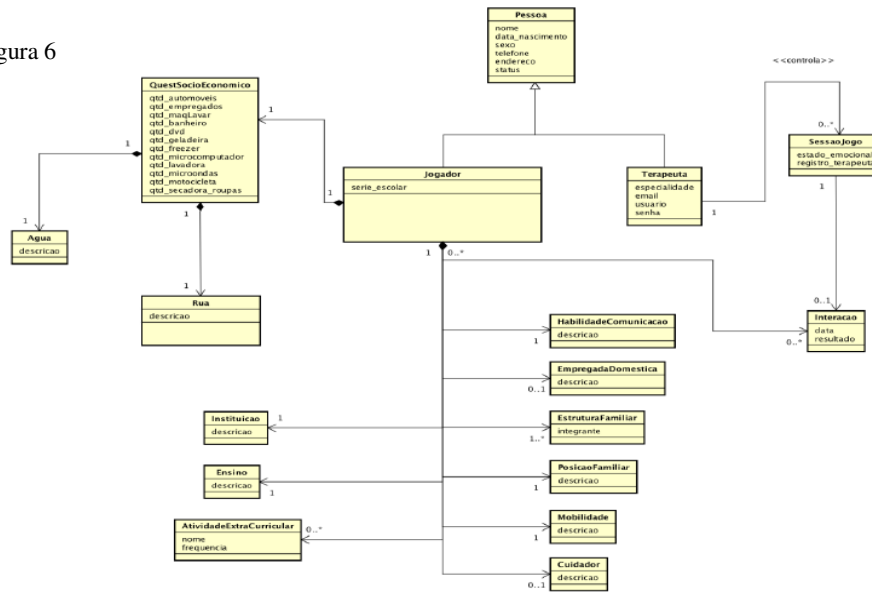 gura 6
Pessoa
nome
data_nascimento
sexo
telefone
endereco
status
<<controla>>
QuestSocioEconomico
qtd_automoveis
qtd_empregados
qtd_maqLavar
qtd_banheiro
qtd_dvd
qtd_geladeira
qtd_freezer
qtd_microcomputador
qtd_lavadora
qtd_microondas
qtd_motocicleta
qtd_secadora_roupas
1
1
1
1
1
1
Agua
descricao
Rua
descricao
Jogador
serie_escolar
1
0..*
Terapeuta
especialidade
email
usuario
senha
1
0..*
SessaoJogo
estado_emocional
registro_terapeuta
1
0..1
Interacao
data
resultado
0..*
HabilidadeComunicacao
descricao
1
EmpregadaDomestica
descricao
0..1
EstruturaFamiliar
integrante
1..*
PosicaoFamiliar
descricao
1
Mobilidade
descricao
1
Cuidador
descricao
0..1
Instituicao
descricao
1
Ensino
descricao
1
AtividadeExtraCurricular
nome
frequencia
0..*